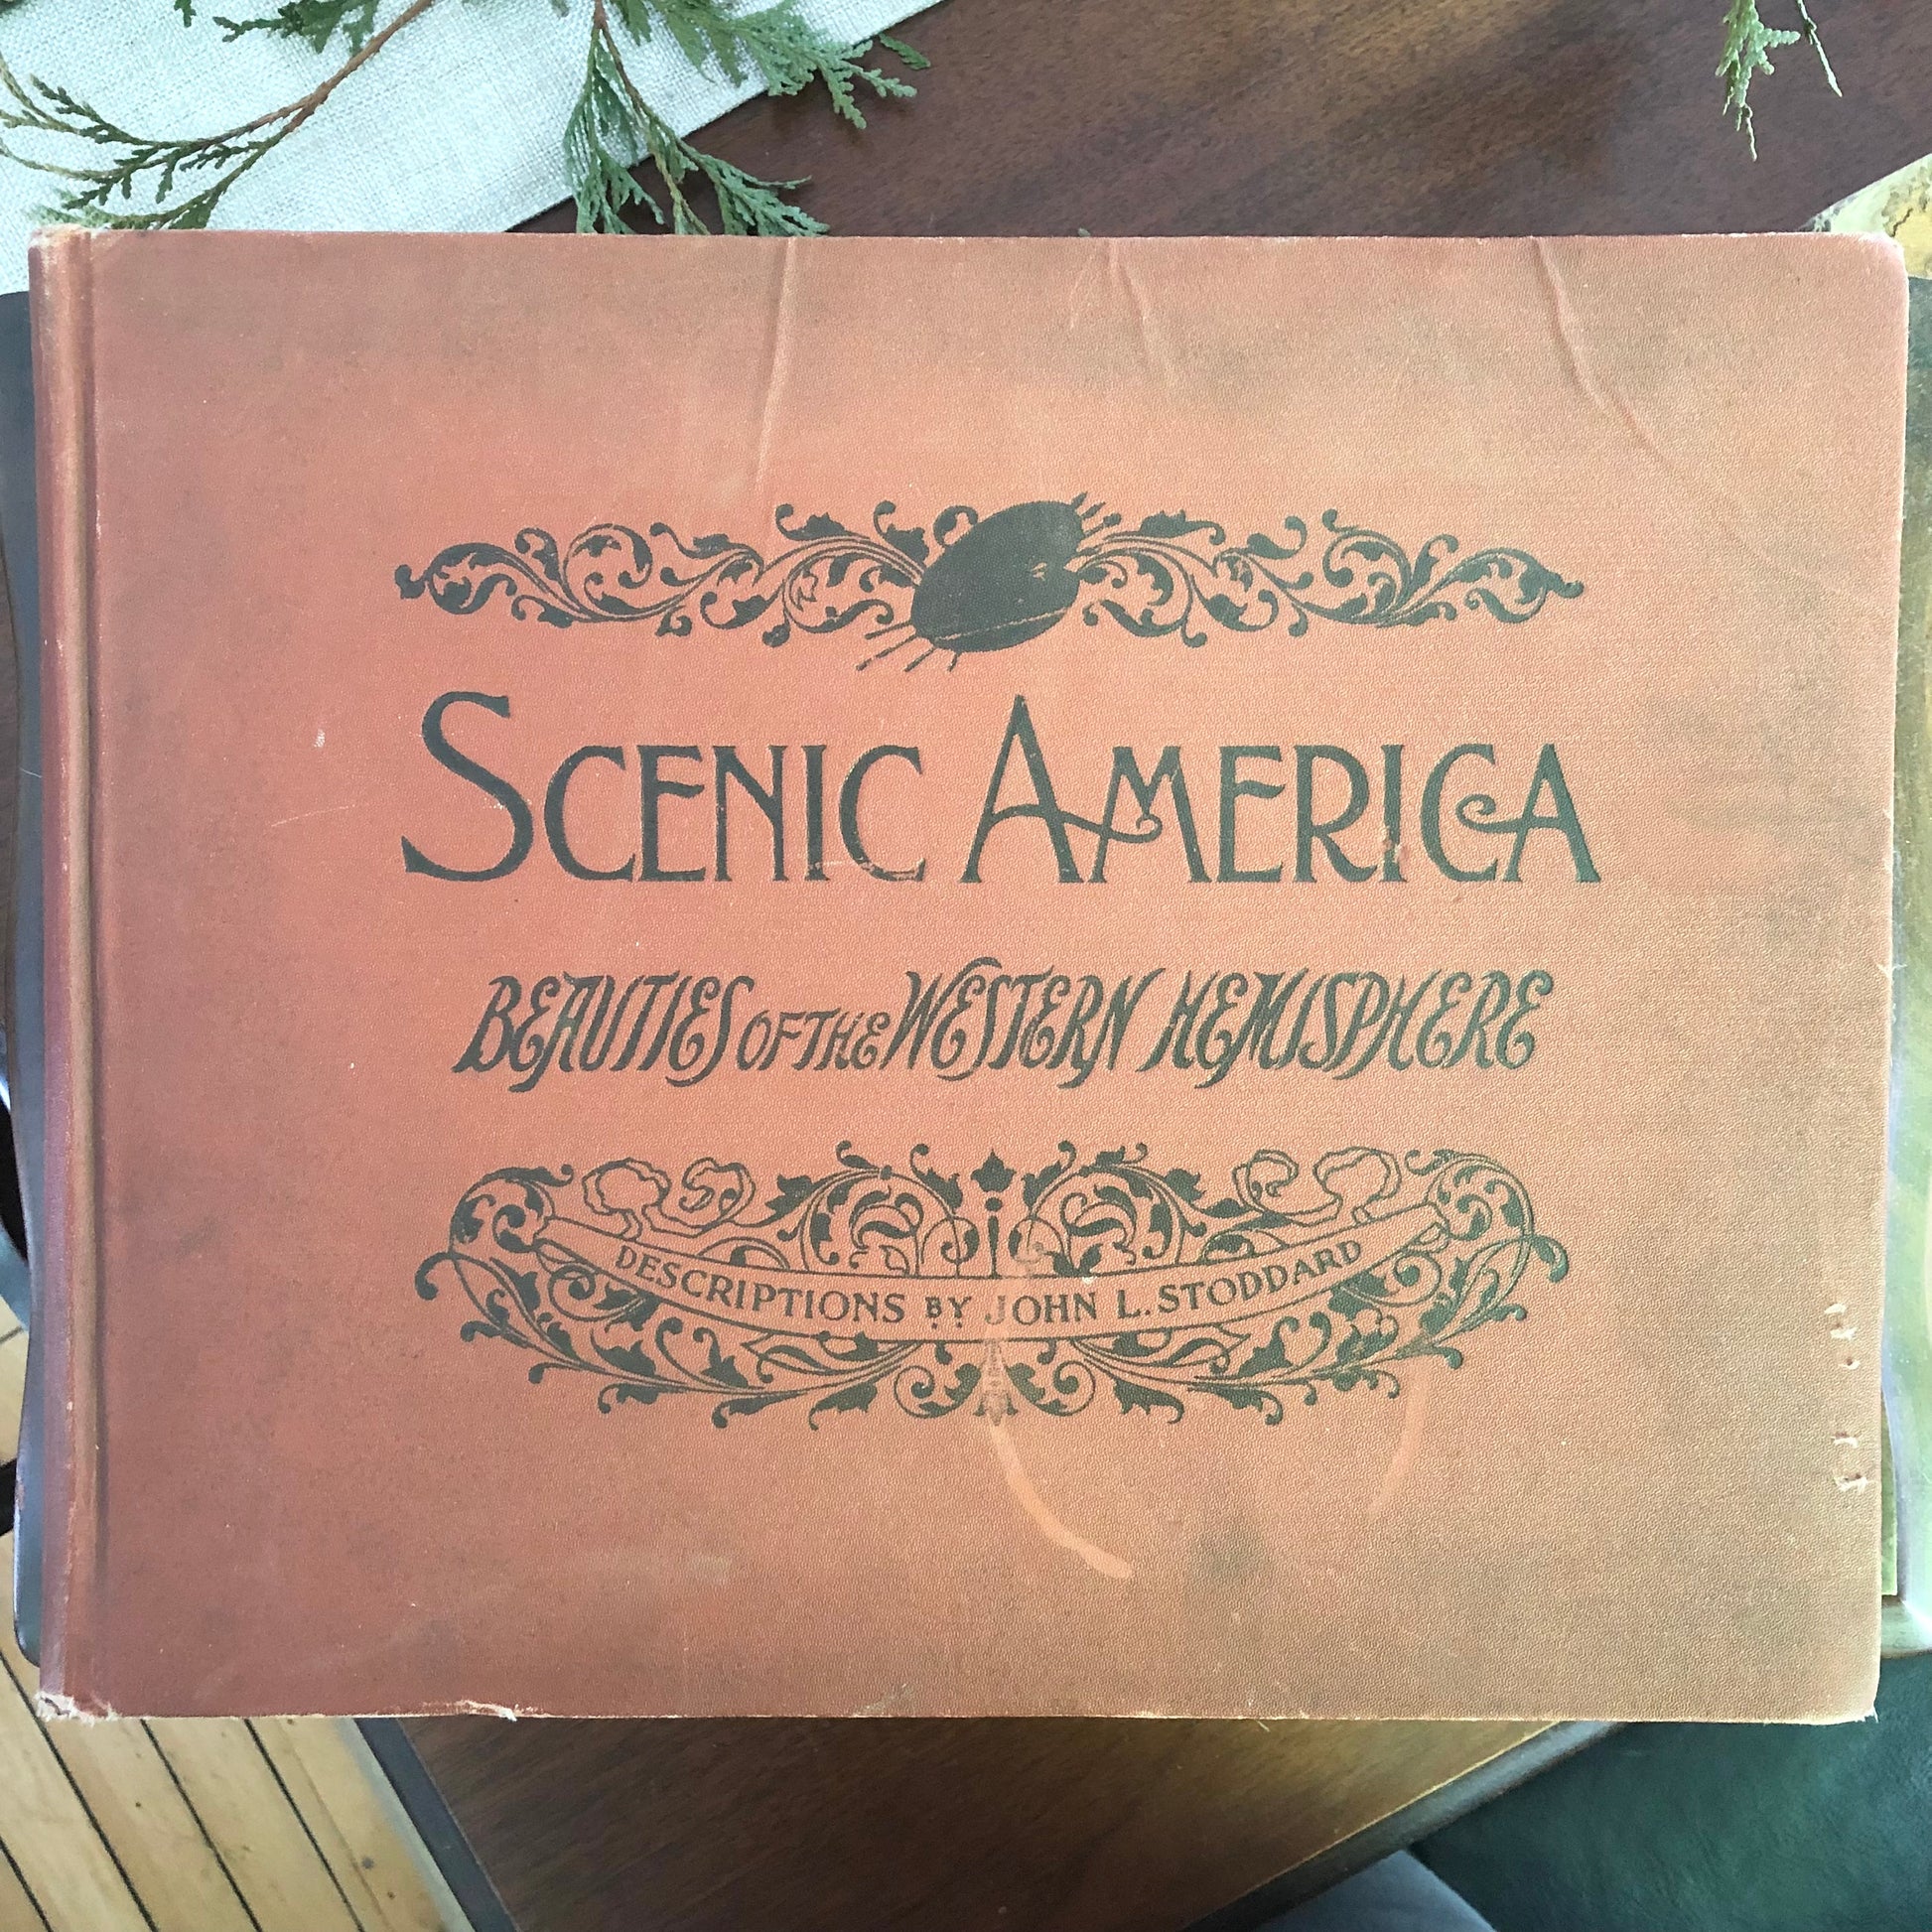 SCENIC AMERICA
BEAUTIES OF THE WESTERN HEMISPHERE
DESCRIPTIONS BY JOHN L. STODDARD